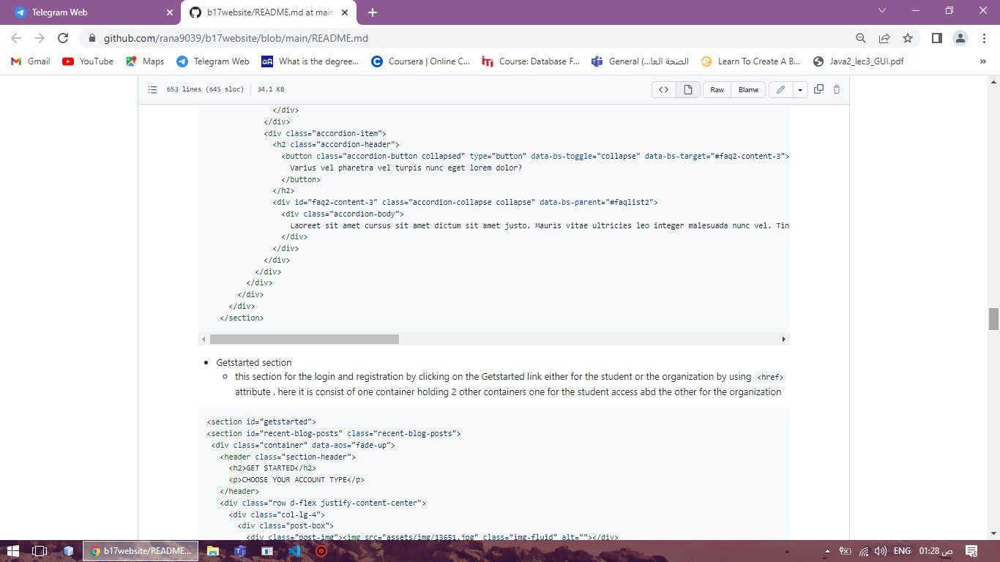 Telegram Web
b17website/README.md at main
github.com/rana9039/b17website/blob/main/README.md
Gmail
YouTube
Maps
Telegram Web
What is the degree...
Coursera | Online C...
Course: Database F...
General (...الصحة العا
Learn To Create A B...
Java2_lec3_GUI.pdf
»
653 lines (645 sloc)
34.1 KB
<>
Raw
Blame
</div>
</div>
<div class="accordion-item">
<h2 class="accordion-header">
<button class="accordion-button collapsed" type="button" data-bs-toggle="collapse" data-bs-target="#faq2-content-3">
Varius vel pharetra vel turpis nunc eget lorem dolor?
</button>
</h2>
<div id="faq2-content-3" class="accordion-collapse collapse" data-bs-parent="#faqlist2">
<div class="accordion-body">
Laoreet sit amet cursus sit amet dictum sit amet justo. Mauris vitae ultricies leo integer malesuada nunc vel. Tin
</div>
</div>
</div>
</div>
</div>
</div>
</div>
</section>
• Getstarted section
◦ this section for the login and registration by clicking on the Getstarted link either for the student or the organization by using <href>
attribute . here it is consist of one container holding 2 other containers one for the student access abd the other for the organization
<section id="getstarted">
<section id="recent-blog-posts" class="recent-blog-posts">
<div class="container" data-aos="fade-up">
<header class="section-header">
<h2>GET STARTED</h2>
<p>CHOOSE YOUR ACCOUNT TYPE</p>
</header>
<div class="row d-flex justify-content-center">
<div class="col-lg-4">
<div class="post-box">
<div class="post-img"><img src="assets/img/13651.jpg" class="img-fluid" alt=""></div>
b17website/README...
ENG
01:28 ص